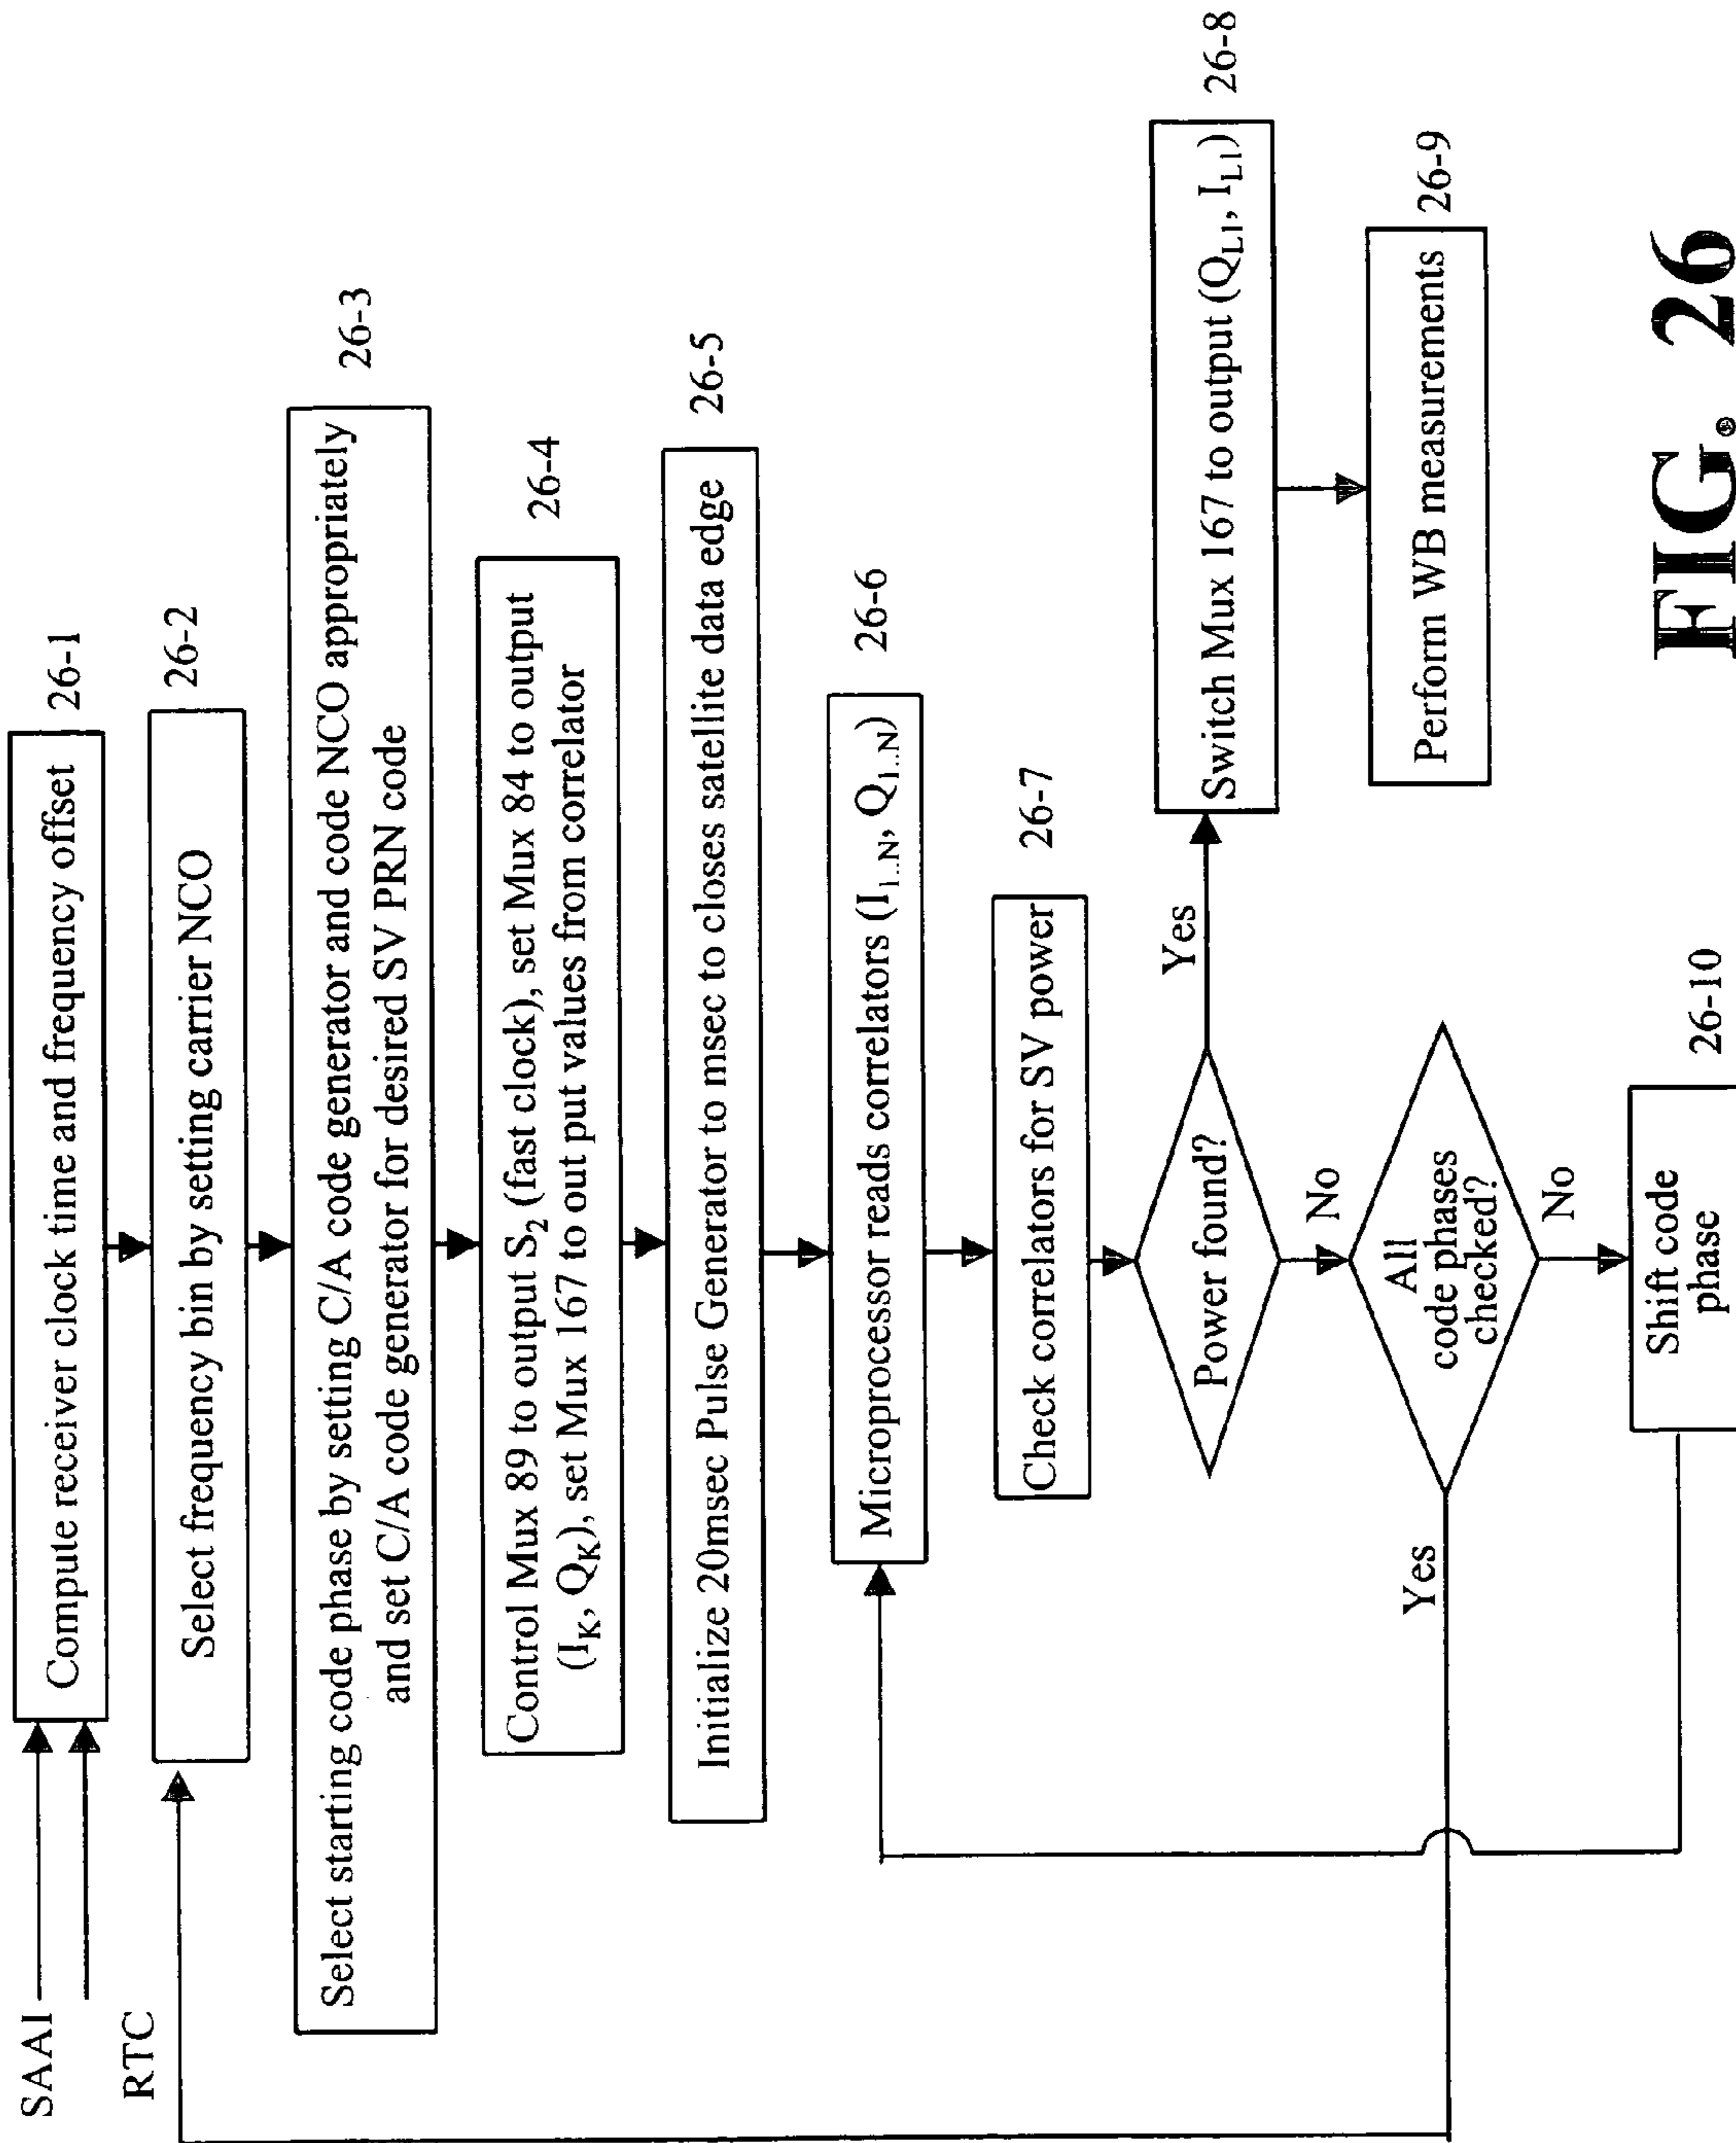 SAAI
RTC
Compute receiver clock time and frequency offset
26-1
Select frequency bin by setting carrier NCO
26-2
Select starting code phase by setting C/A code generator and code NCO appropriately
and set C/A code generator for desired SV PRN code
26-3
Control Mux 89 to output S₂ (fast clock), set Mux 84 to output
(I_K, Q_K), set Mux 167 to out put values from correlator
26-4
Initialize 20msec Pulse Generator to msec to closes satellite data edge
26-5
Microprocessor reads correlators (I₁..N, Q₁..N)
26-6
Check correlators for SV power
26-7
Power found?
Yes
Switch Mux 167 to output (Q_L1, I_L1)
26-8
Perform WB measurements
26-9
No
All
code phases
checked?
Yes
No
Shift code
phase
26-10
FIG. 26